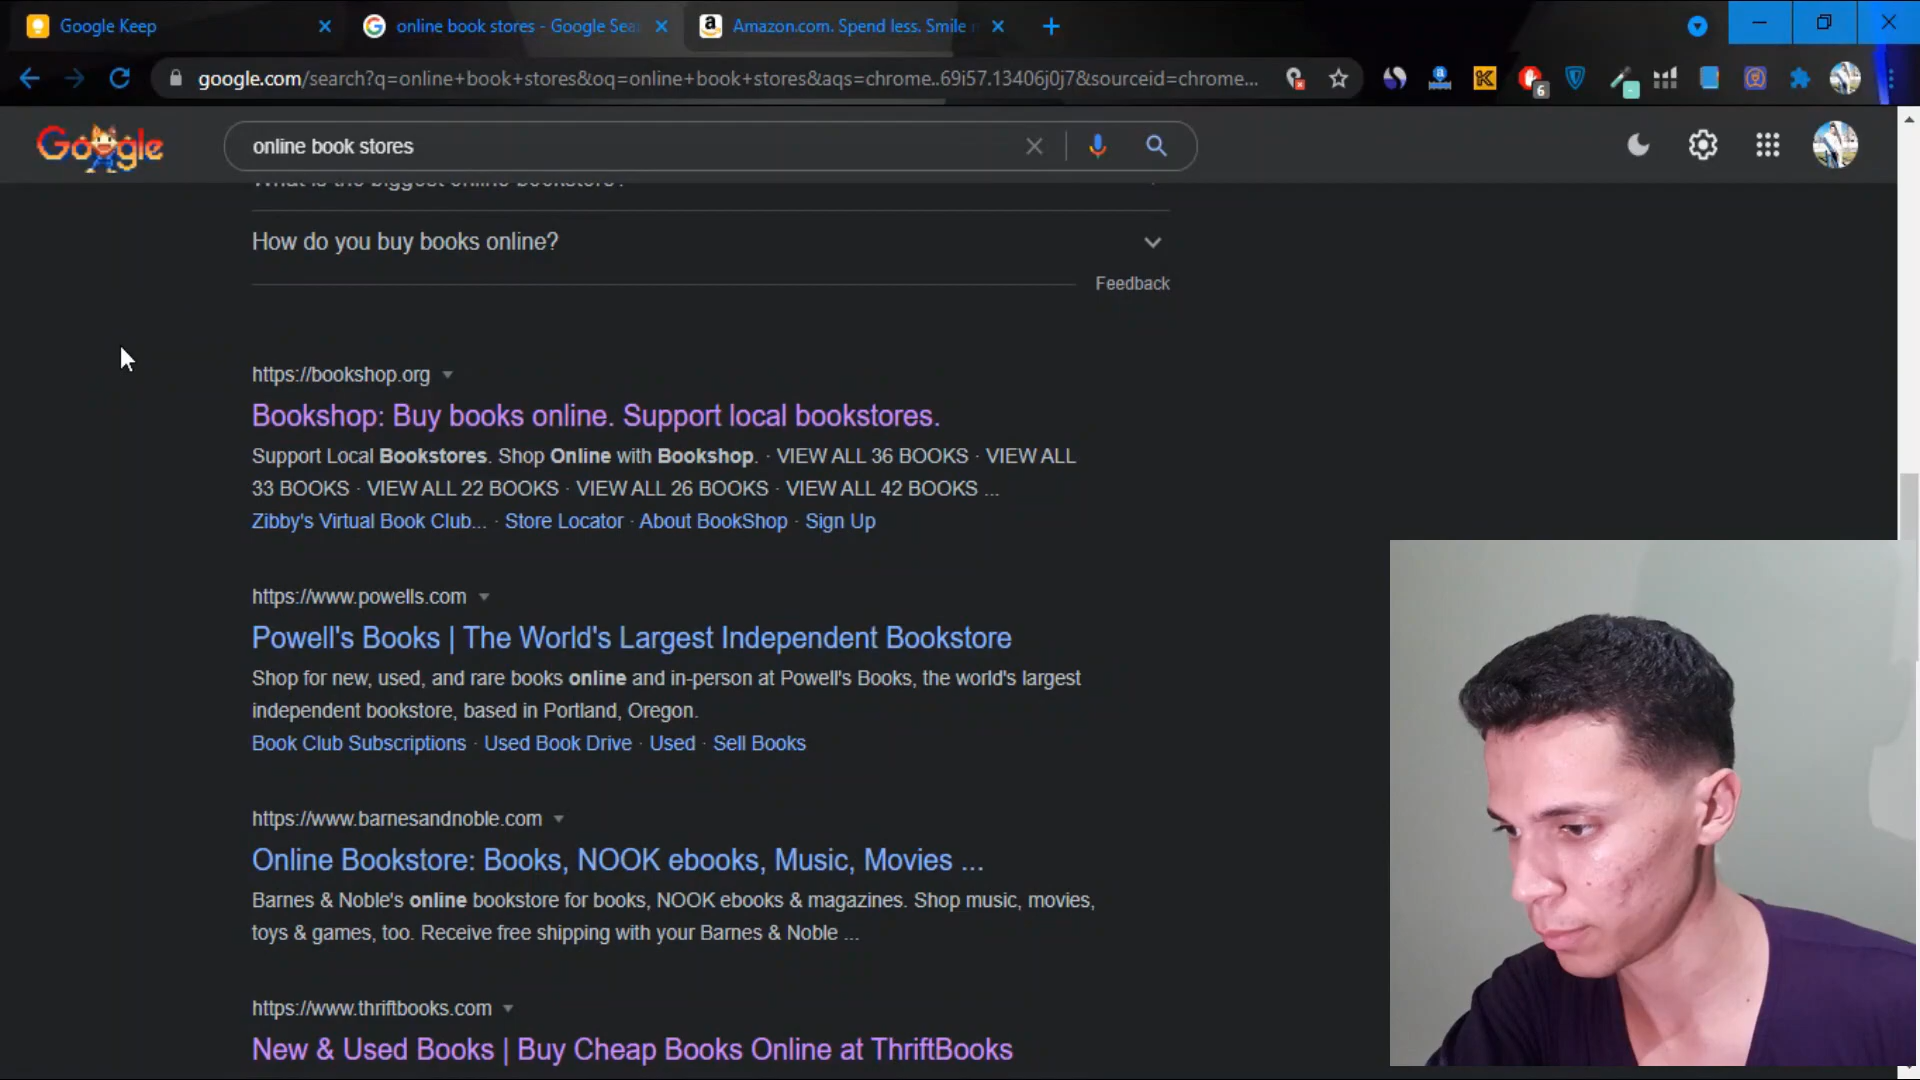 Google Keep
online book stores - Google Sea
Amazon.com. Spend less. Smile
google.com/search?q=online+book+stores&oq=online+book+stores&aqs=chrome..69i57.13406j0j7&sourceid=chrome...
6
Google
online book stores
What is the biggest online bookstore?
How do you buy books online?
Feedback
https://bookshop.org
Bookshop: Buy books online. Support local bookstores.
Support Local Bookstores. Shop Online with Bookshop. · VIEW ALL 36 BOOKS · VIEW ALL
33 BOOKS · VIEW ALL 22 BOOKS · VIEW ALL 26 BOOKS · VIEW ALL 42 BOOKS ...
Zibby's Virtual Book Club... · Store Locator · About BookShop · Sign Up
https://www.powells.com
Powell's Books | The World's Largest Independent Bookstore
Shop for new, used, and rare books online and in-person at Powell's Books, the world's largest
independent bookstore, based in Portland, Oregon.
Book Club Subscriptions · Used Book Drive · Used · Sell Books
https://www.barnesandnoble.com
Online Bookstore: Books, NOOK ebooks, Music, Movies ...
Barnes & Noble's online bookstore for books, NOOK ebooks & magazines. Shop music, movies,
toys & games, too. Receive free shipping with your Barnes & Noble ...
https://www.thriftbooks.com
New & Used Books | Buy Cheap Books Online at ThriftBooks